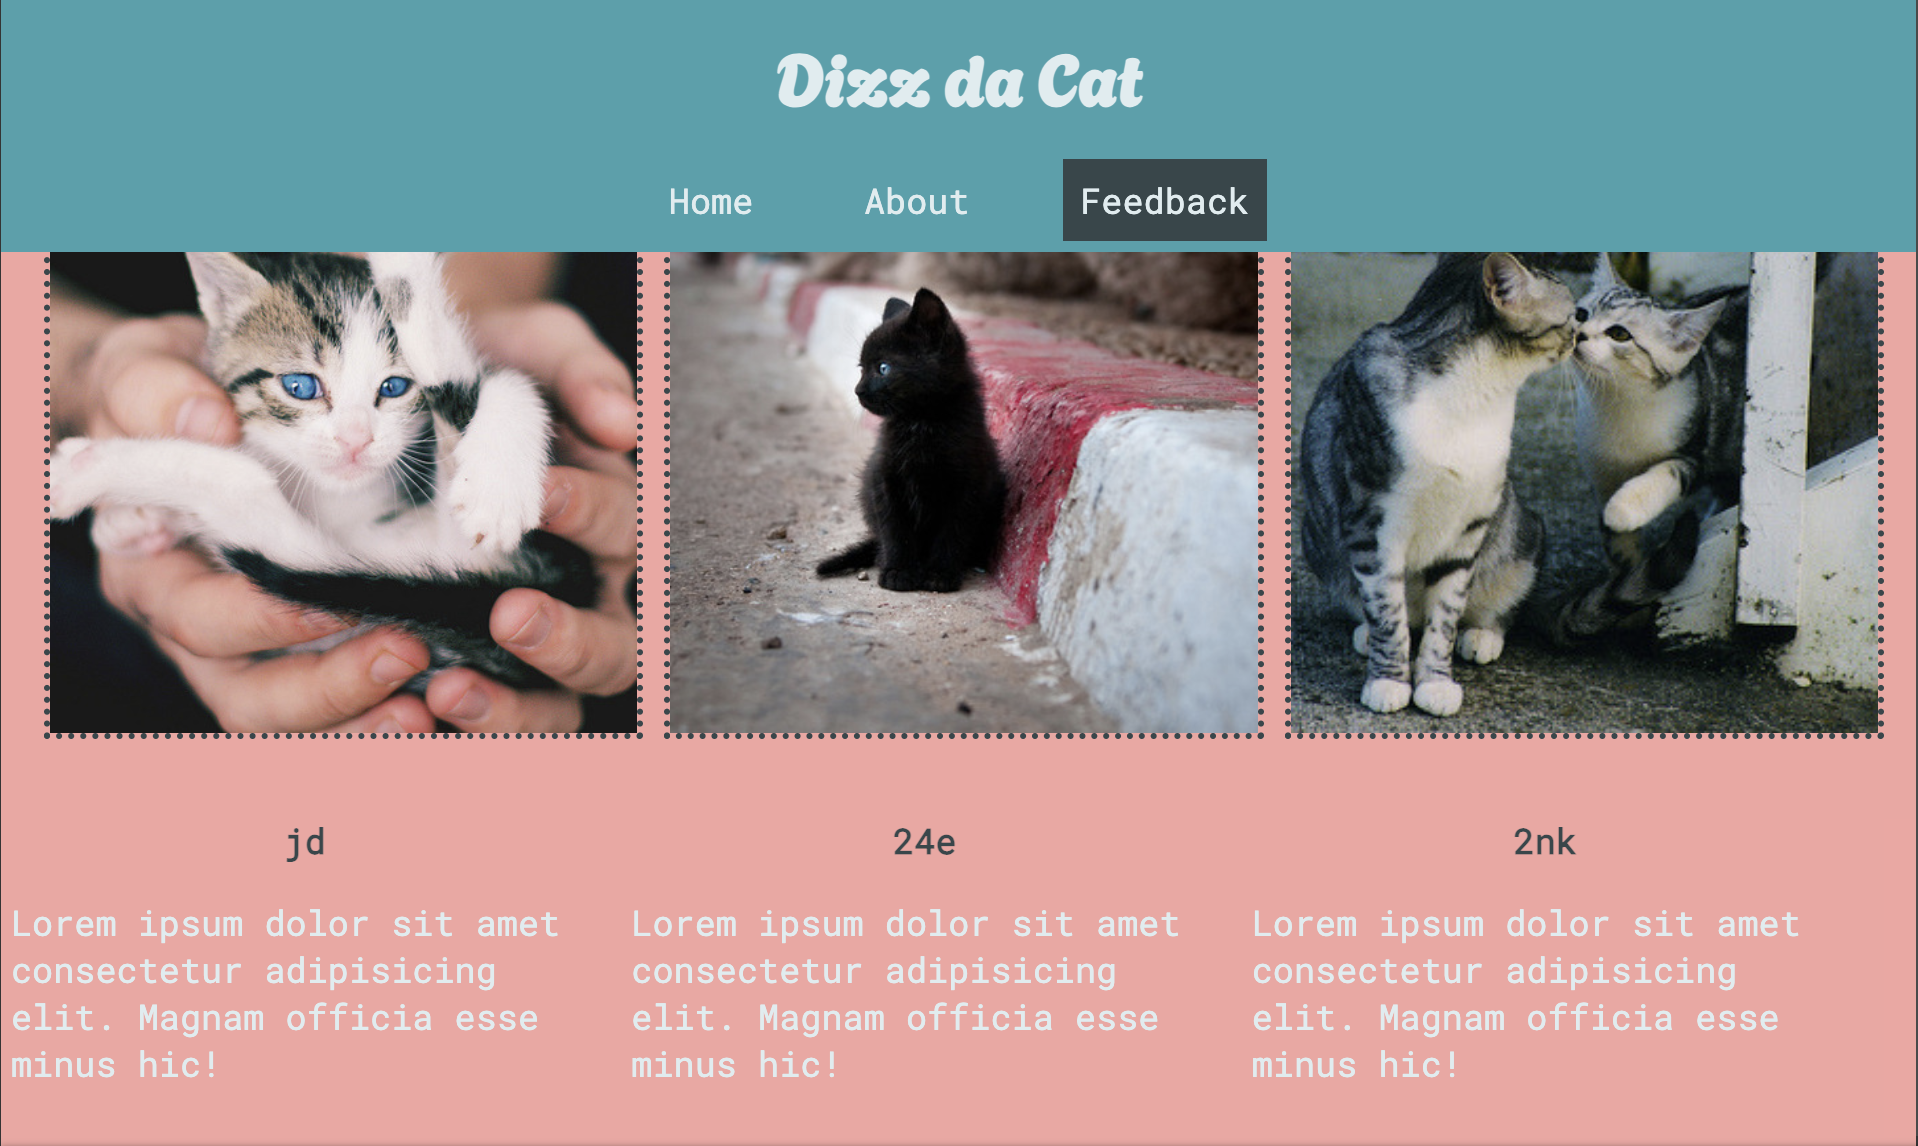 Dizz da Cat
Home About Feedback
jd
Lorem ipsum dolor sit amet
consectetur adipisicing
elit. Magnam officia esse
minus hic!
24e
Lorem ipsum dolor sit amet
consectetur adipisicing
elit. Magnam officia esse
minus hic!
2nk
Lorem ipsum dolor sit amet
consectetur adipisicing
elit. Magnam officia esse
minus hic!